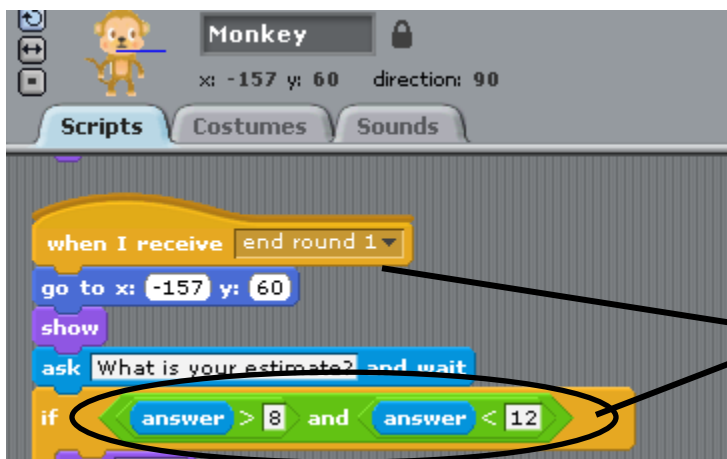 Monkey
x: -157 y: 60 direction: 90
Scripts Costumes Sounds
when I receive end round 1
go to x: -157 y: 60
show
ask What is your estimate? and wait
if answer > 8 and answer < 12